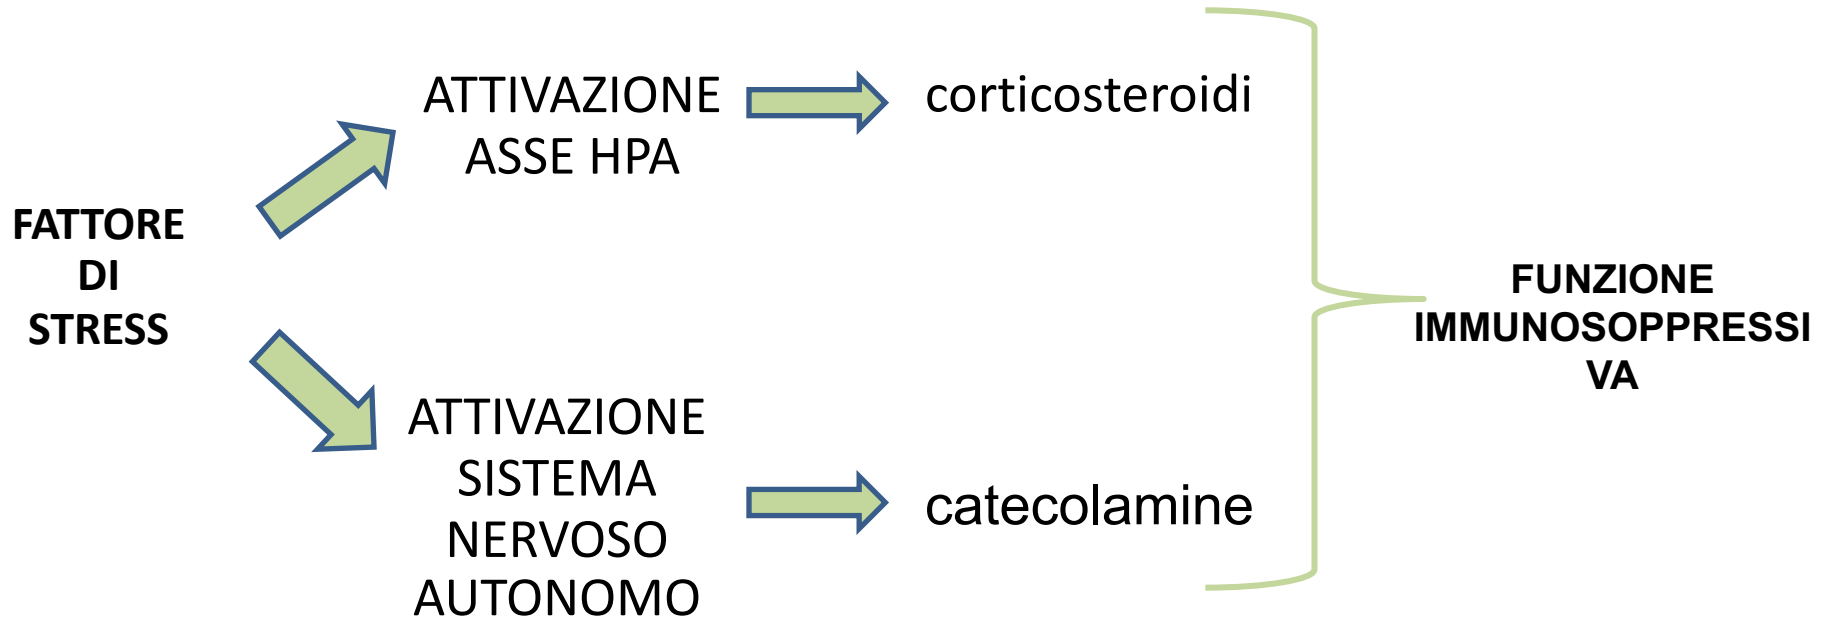 FATTORE
DI
STRESS
ATTIVAZIONE
ASSE HPA
corticosteroidi
ATTIVAZIONE
SISTEMA
NERVOSO
AUTONOMO
catecolamine
FUNZIONE
IMMUNOSOPPRESSI
VA